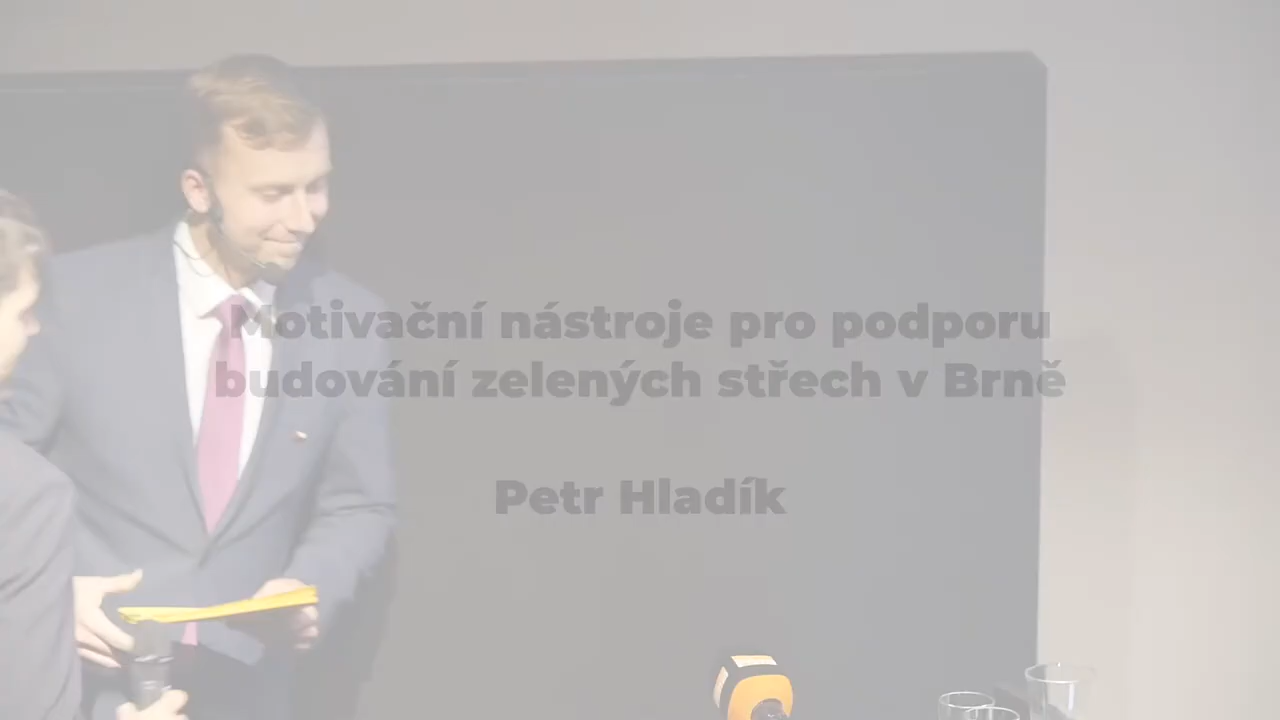 Motivační nástroje pro podporu
budování zelených střech v Brně
Petr Hladík